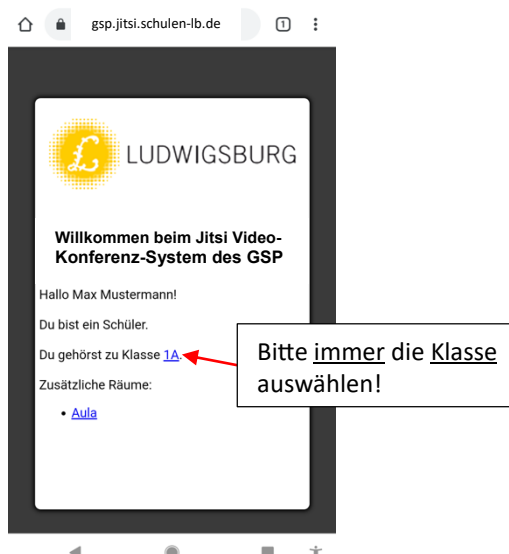 gsp.jitsi.schulen-lb.de 1
LUDWIGSBURG
Willkommen beim Jitsi Video-
Konferenz-System des GSP
Hallo Max Mustermann!
Du bist ein Schüler.
Du gehörst zu Klasse 1A.
Bitte immer die Klasse
auswählen!
Zusätzliche Räume:
• Aula